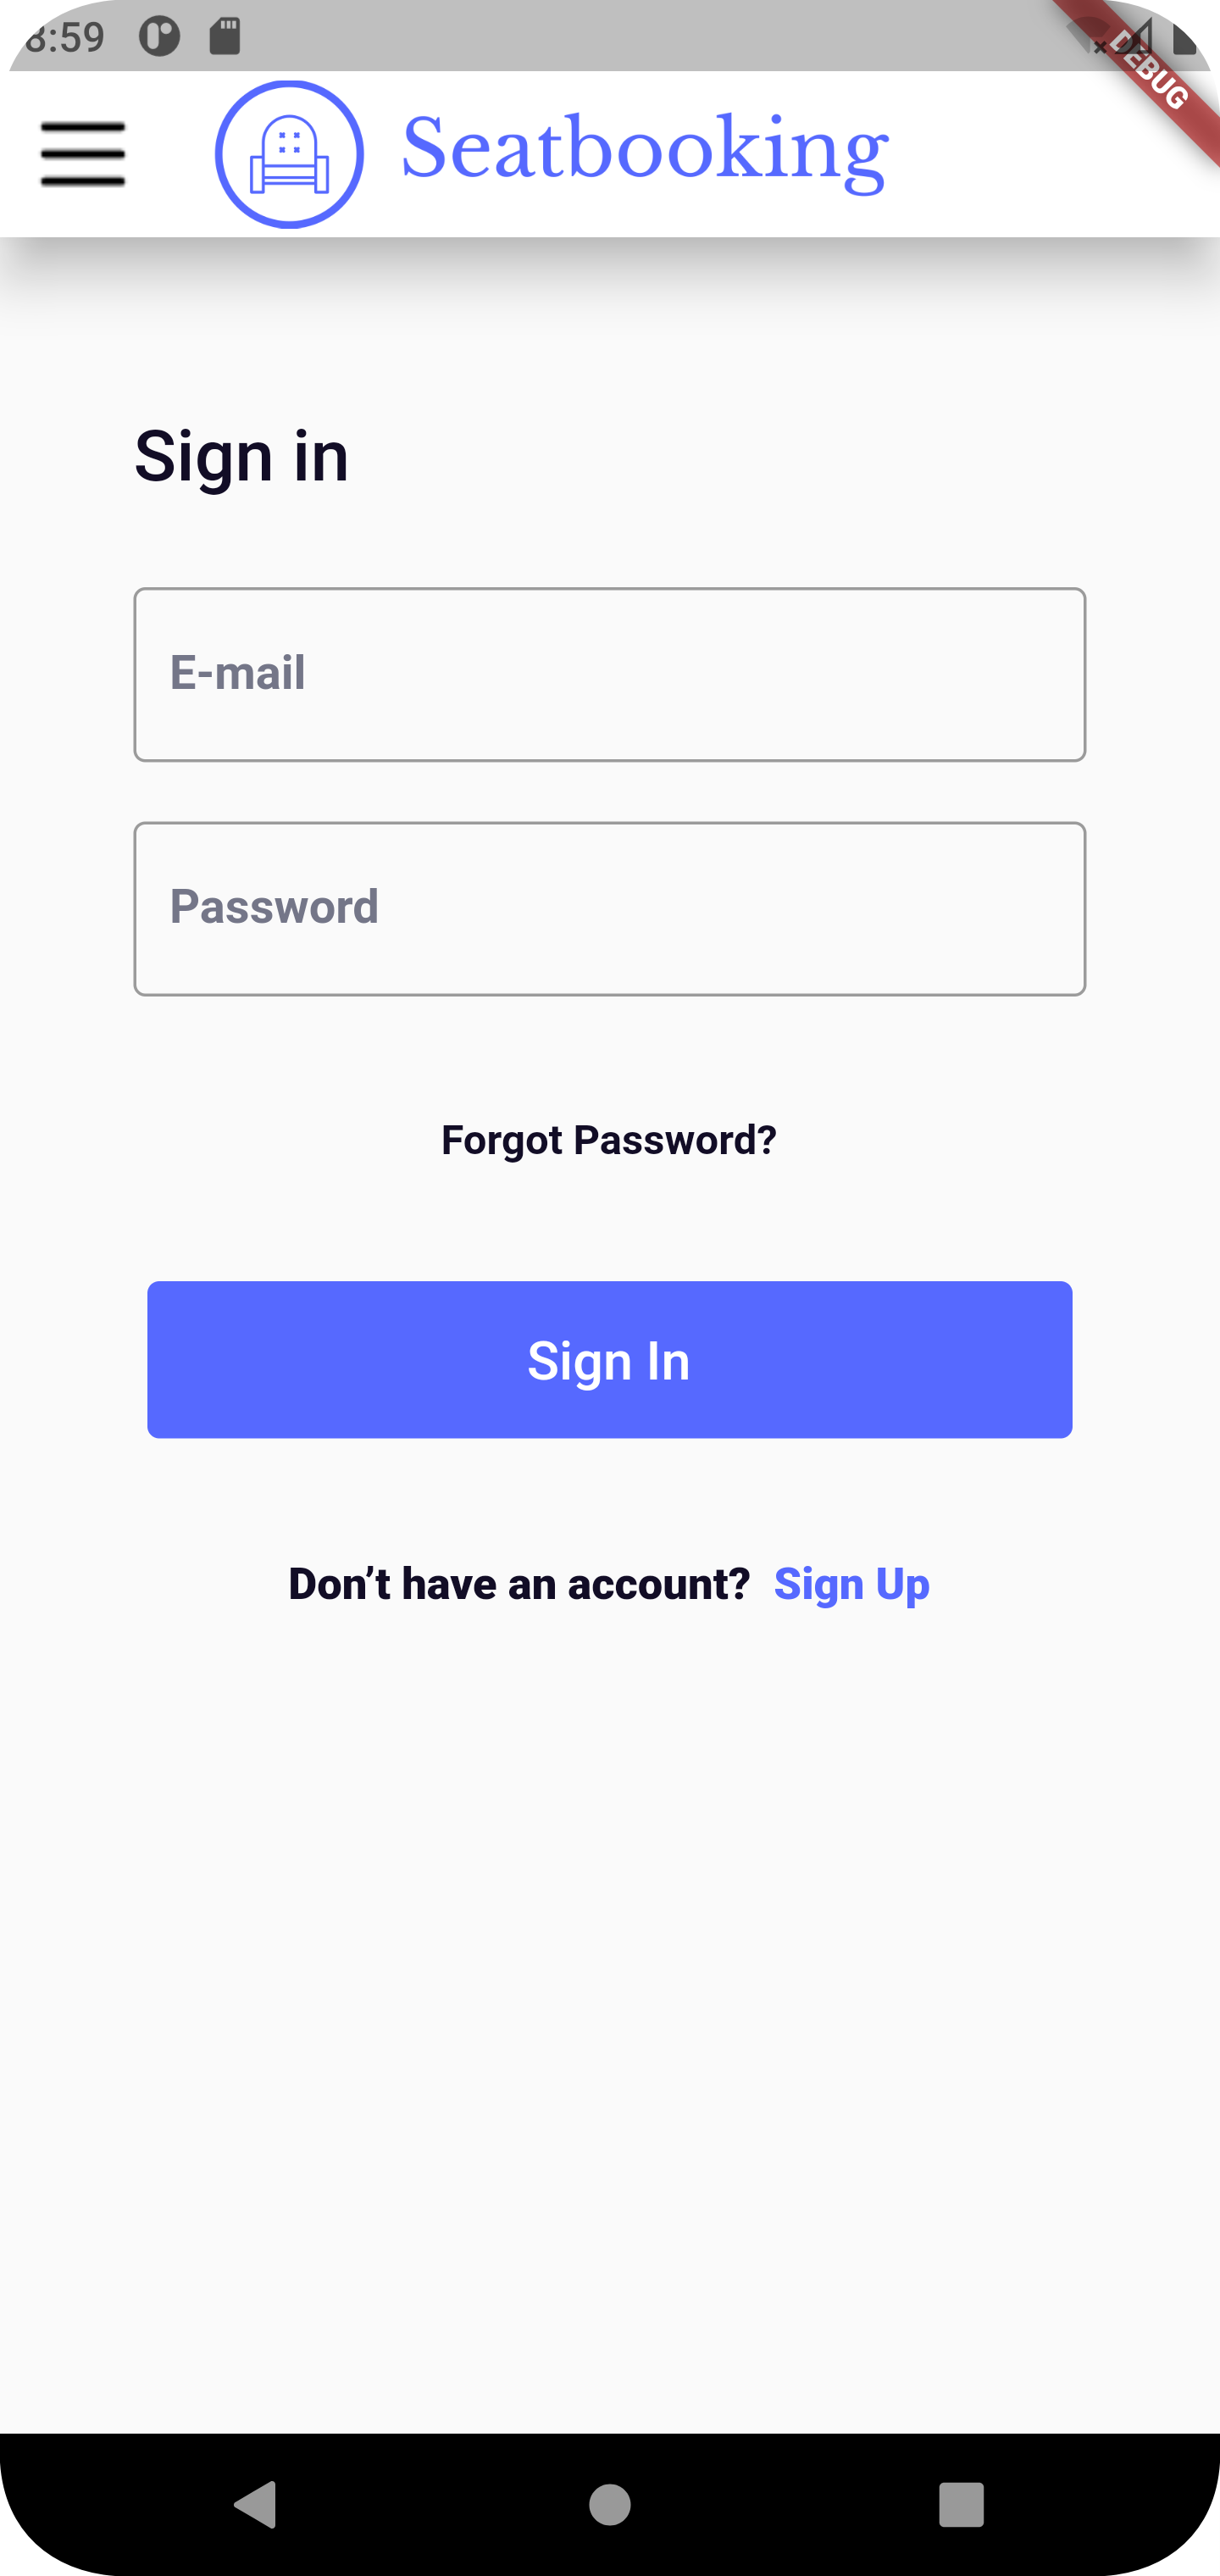 8:59
DEBUG
Seatbooking
Sign in
E-mail
Password
Forgot Password?
Sign In
Don’t have an account? Sign Up